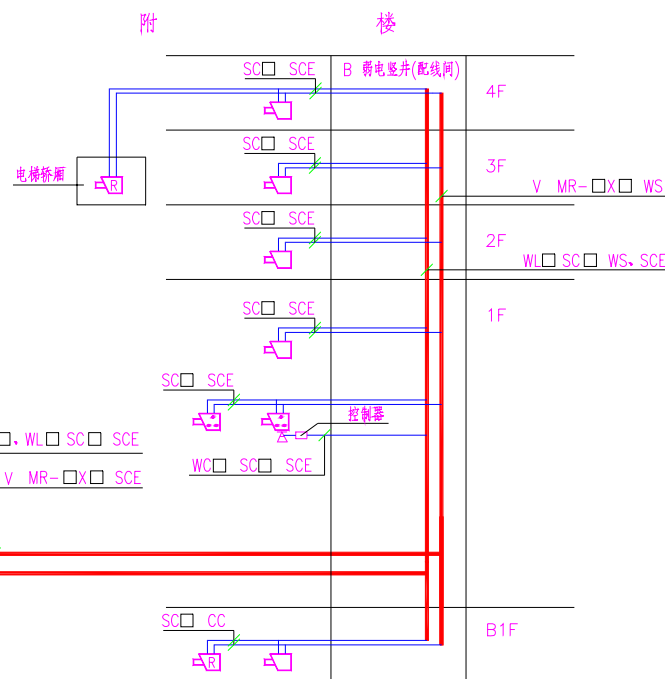 附 楼
SC□ SCE
B 弱电竖井(配线间)
4F
SC□ SCE
3F
电梯轿厢
R
V MR-□X□ WS
SC□ SCE
2F
WL□ SC□ WS、SCE
SC□ SCE
1F
SC□ SCE
控制器
□、WL□ SC□ SCE
WC□ SC□ SCE
V MR-□X□ SCE
SC□ CC
B1F
R